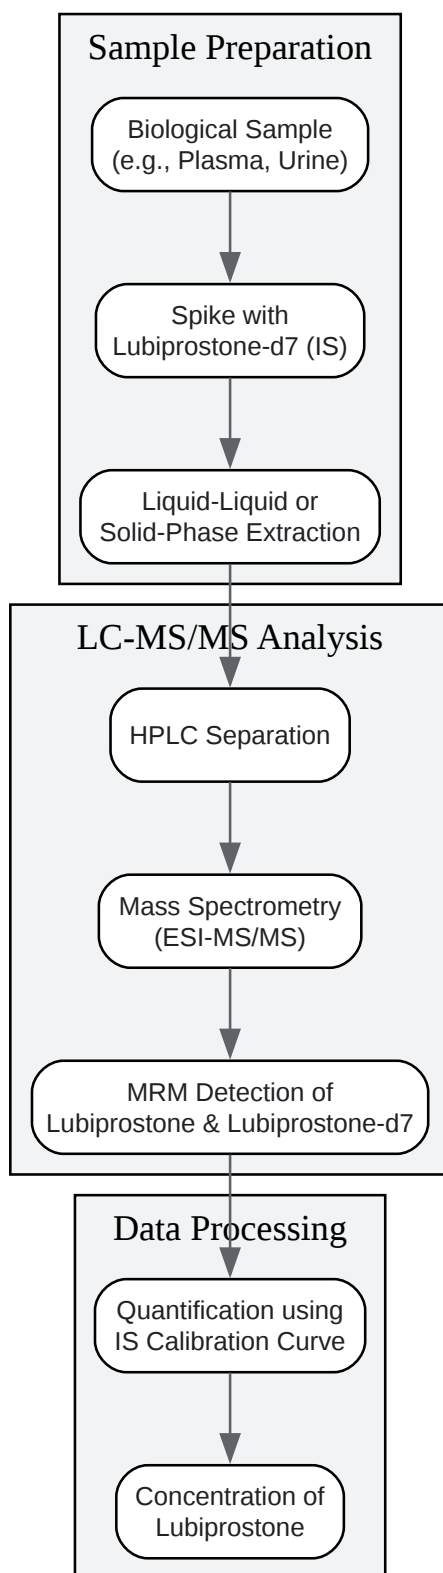 Sample Preparation
Biological Sample
(e.g., Plasma, Urine)
Spike with
Lubiprostone-d7 (IS)
Liquid-Liquid or
Solid-Phase Extraction
LC-MS/MS Analysis
HPLC Separation
Mass Spectrometry
(ESI-MS/MS)
MRM Detection of
Lubiprostone & Lubiprostone-d7
Data Processing
Quantification using
IS Calibration Curve
Concentration of
Lubiprostone